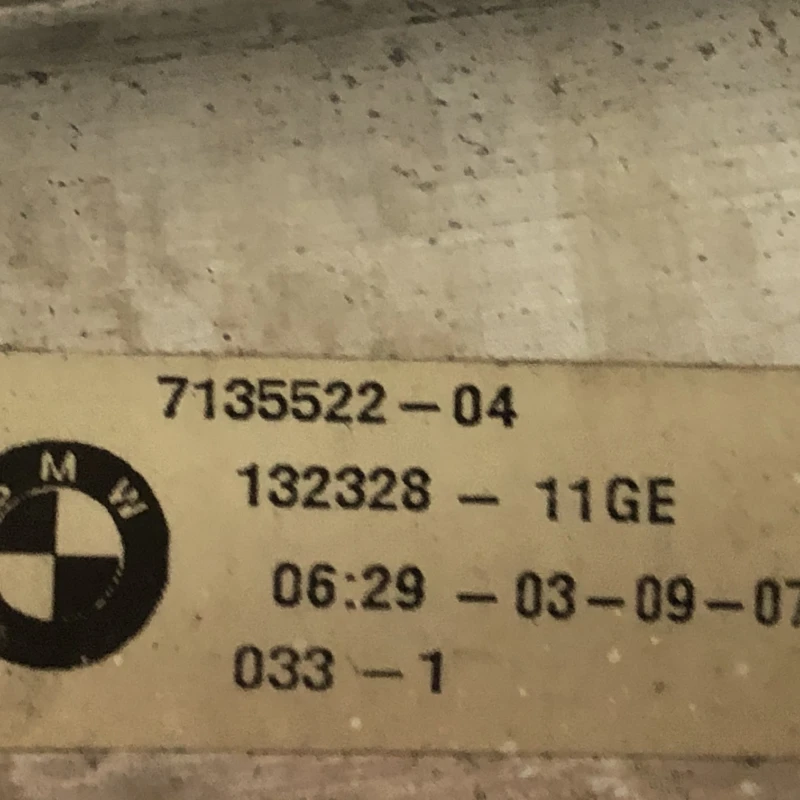 7135522-04
132328 - 11GE
06:29 - 03-09-07
033 - 1
M W